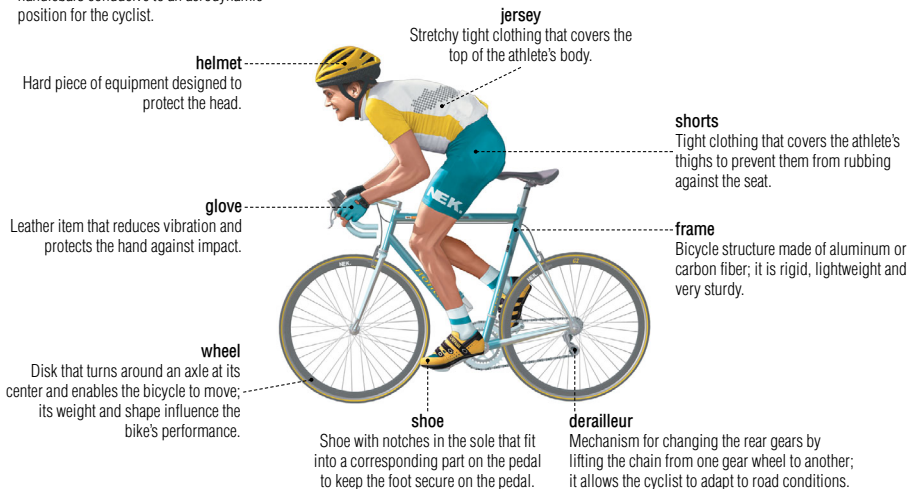 position for the cyclist.
jersey
Stretchy tight clothing that covers the
top of the athlete's body.
helmet
Hard piece of equipment designed to
protect the head.
shorts
Tight clothing that covers the athlete's
thighs to prevent them from rubbing
against the seat.
glove
Leather item that reduces vibration and
protects the hand against impact.
NEK.
frame
Bicycle structure made of aluminum or
carbon fiber; it is rigid, lightweight and
very sturdy.
NEK.
wheel
Disk that turns around an axle at its
center and enables the bicycle to move;
its weight and shape influence the
bike's performance.
shoe
Shoe with notches in the sole that fit
into a corresponding part on the pedal
to keep the foot secure on the pedal.
derailleur
Mechanism for changing the rear gears by
lifting the chain from one gear wheel to another;
it allows the cyclist to adapt to road conditions.